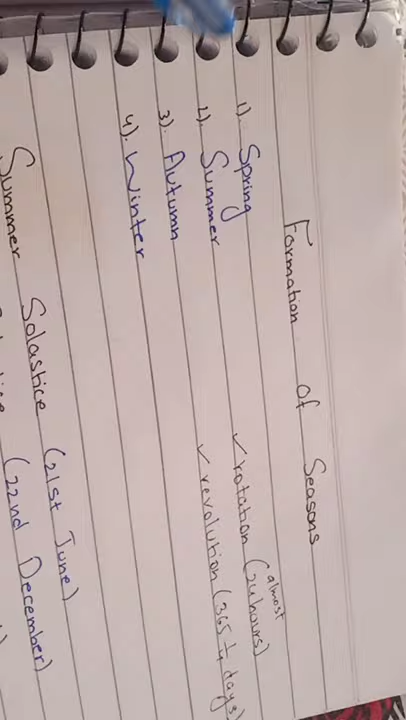 Formation of Seasons
1). Spring ✓ rotation (24 hours) almost
2). Summer ✓ revolution (365 1/4 days)
3). Autumn
4). Winter
Summer Solastice (21st June)
(22nd December)